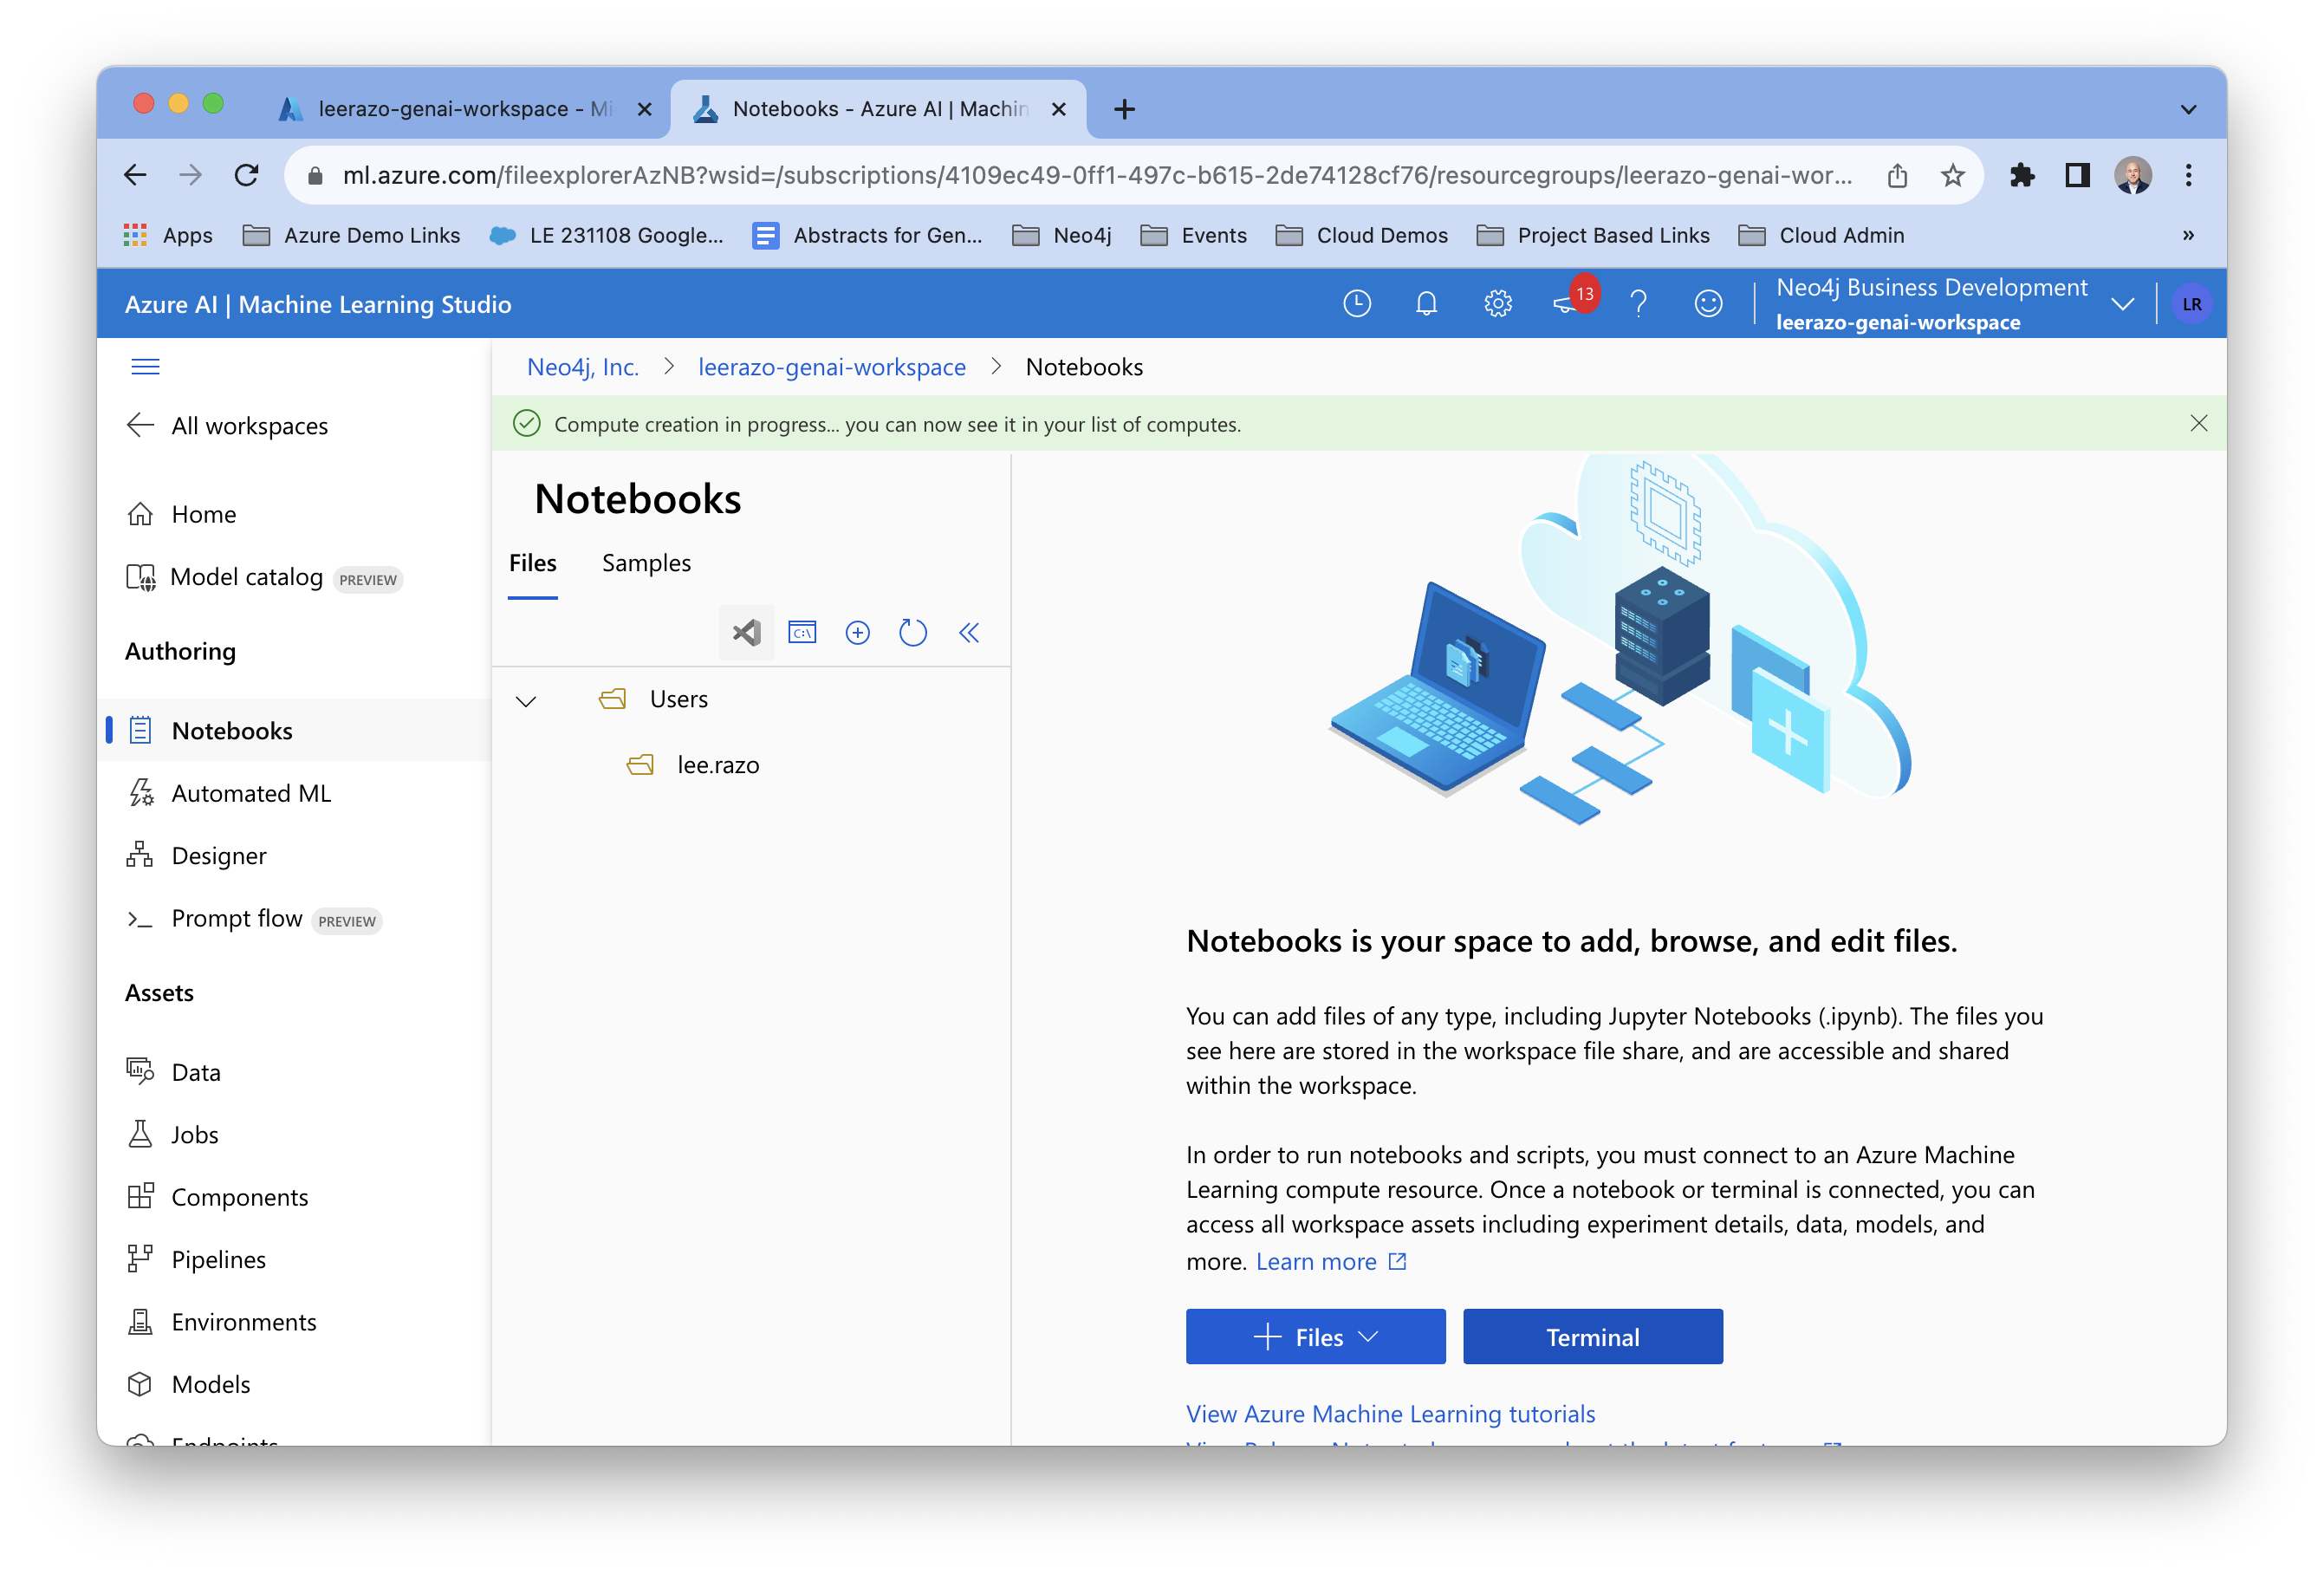 leerazo-genai-workspace - Mi
Notebooks - Azure AI | Machin
ml.azure.com/fileexplorerAzNB?wsid=/subscriptions/4109ec49-0ff1-497c-b615-2de74128cf76/resourcegroups/leerazo-genai-wor...
Apps
Azure Demo Links
LE 231108 Google...
Abstracts for Gen...
Neo4j
Events
Cloud Demos
Project Based Links
Cloud Admin
»
Azure AI | Machine Learning Studio
13
Neo4j Business Development
leerazo-genai-workspace
LR
All workspaces
Home
Model catalog PREVIEW
Authoring
Notebooks
Automated ML
Designer
Prompt flow PREVIEW
Assets
Data
Jobs
Components
Pipelines
Environments
Models
Endpoints
Neo4j, Inc. > leerazo-genai-workspace > Notebooks
Compute creation in progress... you can now see it in your list of computes.
Notebooks
Files
Samples
C:\
Users
lee.razo
Notebooks is your space to add, browse, and edit files.
You can add files of any type, including Jupyter Notebooks (.ipynb). The files you
see here are stored in the workspace file share, and are accessible and shared
within the workspace.
In order to run notebooks and scripts, you must connect to an Azure Machine
Learning compute resource. Once a notebook or terminal is connected, you can
access all workspace assets including experiment details, data, models, and
more. Learn more
Files
Terminal
View Azure Machine Learning tutorials